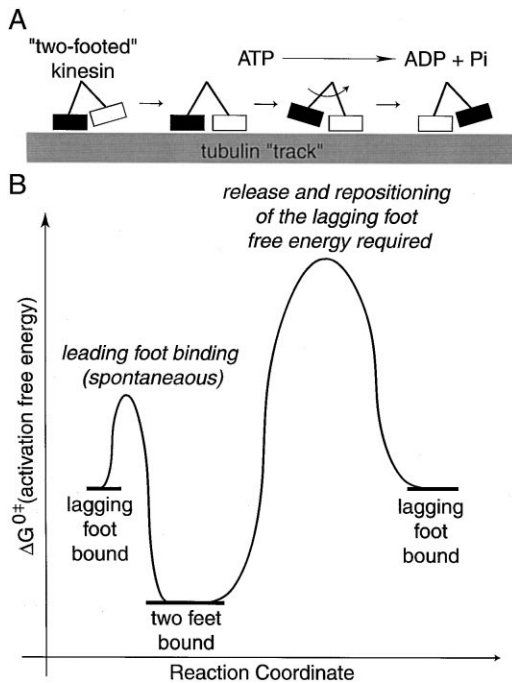 A
"two-footed"
kinesin
ATP
ADP + Pi
tubulin "track"
B
release and repositioning
of the lagging foot
free energy required
leading foot binding
(spontaneaous)
ΔG⁰‡(activation free energy)
lagging
foot
bound
lagging
foot
bound
two feet
bound
Reaction Coordinate